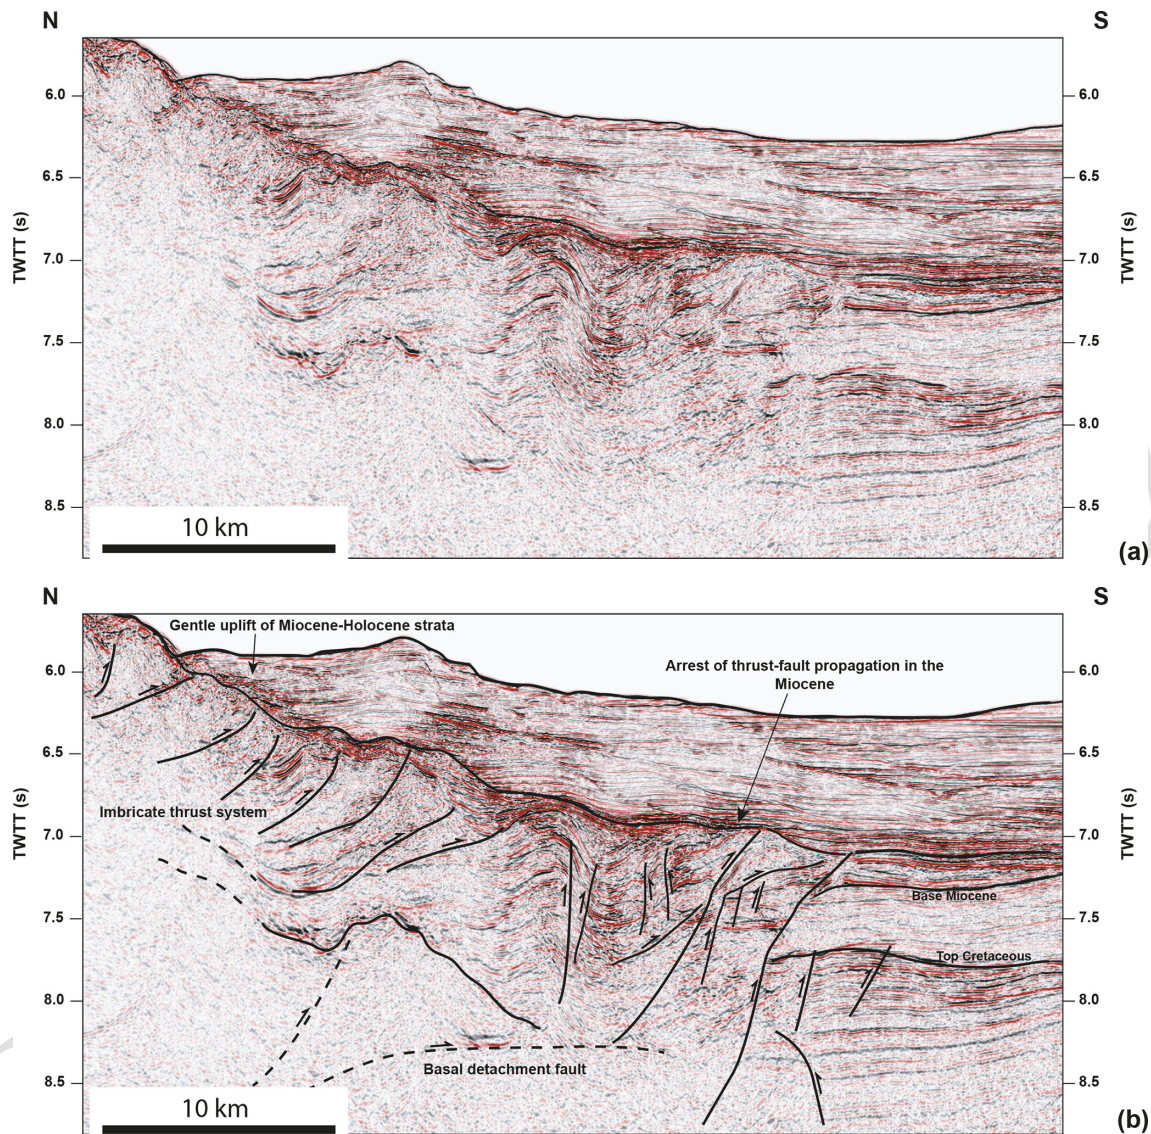 N S
TWTT (s) TWTT (s)
6.0 6.0
6.5 6.5
7.0 7.0
7.5 7.5
8.0 8.0
8.5 8.5
10 km
(a)
N S
Gentle uplift of Miocene-Holocene strata
Arrest of thrust-fault propagation in the
Miocene
TWTT (s) TWTT (s)
6.0 6.0
6.5 6.5
Imbricate thrust system
7.0 7.0
Base Miocene
7.5 7.5
Top Cretaceous
8.0 8.0
Basal detachment fault
8.5 8.5
10 km
(b)